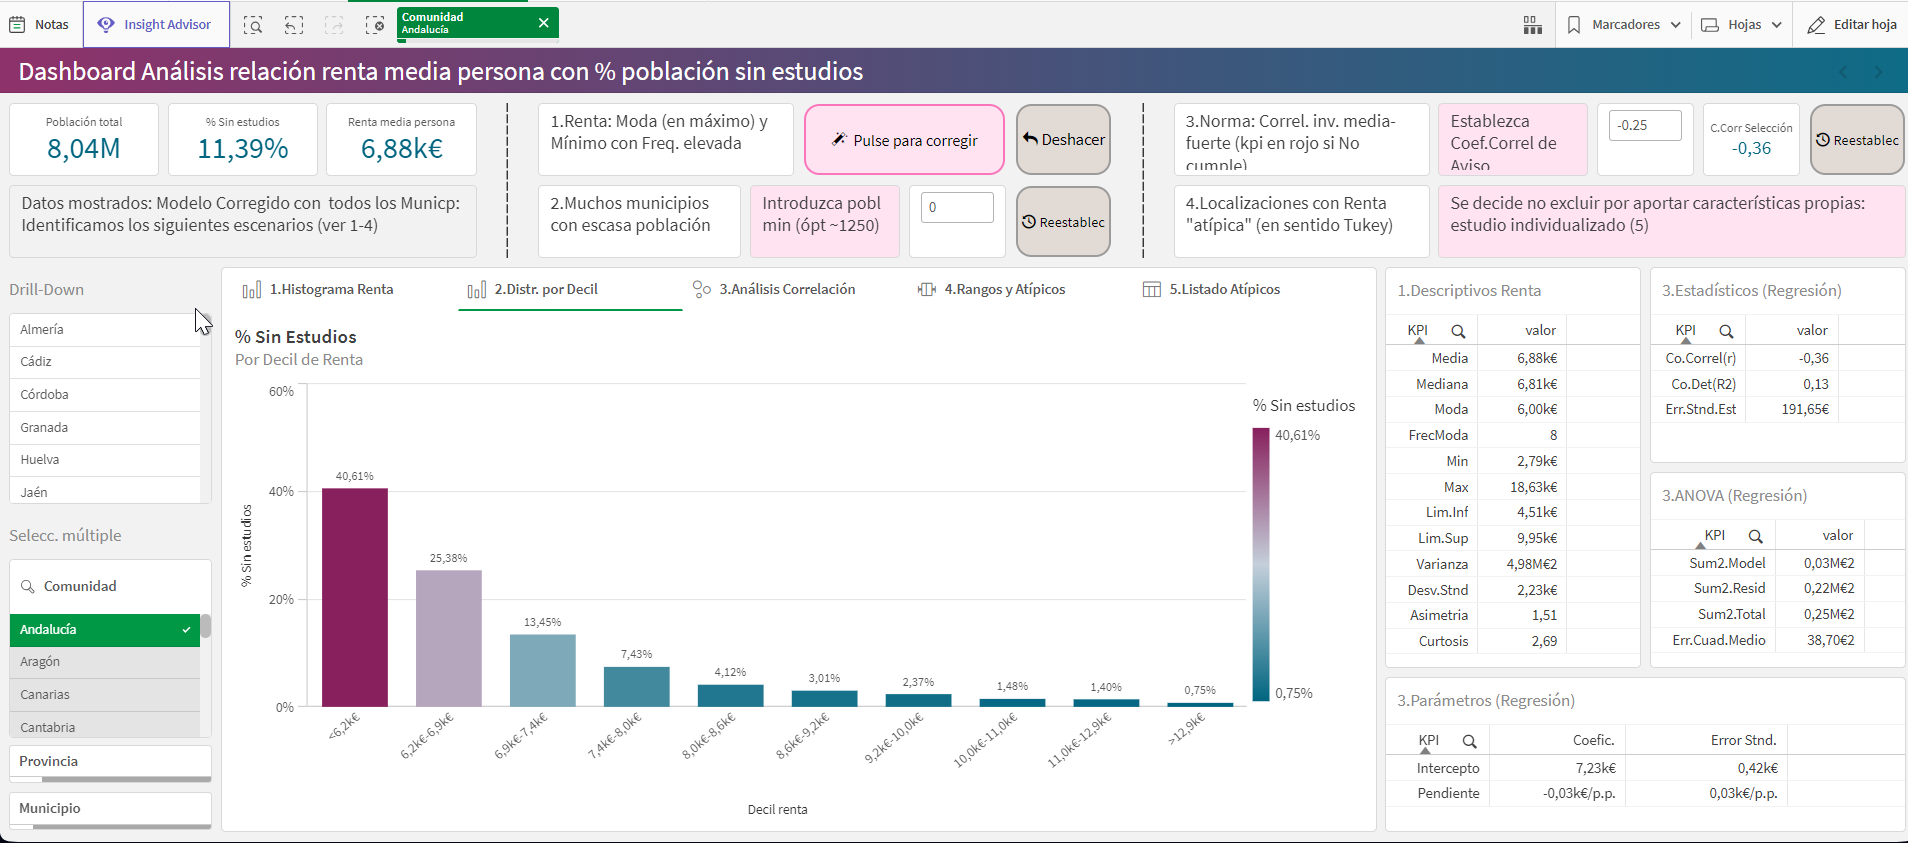 Notas
Insight Advisor
Comunidad
Andalucía
Marcadores
Hojas
Editar hoja
Dashboard Análisis relación renta media persona con % población sin estudios
Población total
8,04M
% Sin estudios
11,39%
Renta media persona
6,88k€
Datos mostrados: Modelo Corregido con todos los Municp:
Identificamos los siguientes escenarios (ver 1-4)
1.Renta: Moda (en máximo) y
Mínimo con Freq. elevada
Pulse para corregir
Deshacer
2.Muchos municipios
con escasa población
Introduzca pobl
min (ópt ~1250)
0
Reestablec
3.Norma: Correl. inv. media-
fuerte (kpi en rojo si No
cumple)
Establezca
Coef.Correl de
Aviso
-0.25
C.Corr Selección
-0,36
Reestablec
4.Localizaciones con Renta
"atípica" (en sentido Tukey)
Se decide no excluir por aportar características propias:
estudio individualizado (5)
Drill-Down
Almería
Cádiz
Córdoba
Granada
Huelva
Jaén
Selecc. múltiple
Comunidad
Andalucía
Aragón
Canarias
Cantabria
Provincia
Municipio
1.Histograma Renta
2.Distr. por Decil
3.Análisis Correlación
4.Rangos y Atípicos
5.Listado Atípicos
% Sin Estudios
Por Decil de Renta
% Sin estudios
60%
40%
20%
0%
40,61%
25,38%
13,45%
7,43%
4,12%
3,01%
2,37%
1,48%
1,40%
0,75%
<6,2k€
6,2k€-6,9k€
6,9k€-7,4k€
7,4k€-8,0k€
8,0k€-8,6k€
8,6k€-9,2k€
9,2k€-10,0k€
10,0k€-11,0k€
11,0k€-12,9k€
>12,9k€
Decil renta
% Sin estudios
40,61%
0,75%
1.Descriptivos Renta
KPI valor
Media 6,88k€
Mediana 6,81k€
Moda 6,00k€
FrecModa 8
Min 2,79k€
Max 18,63k€
Lim.Inf 4,51k€
Lim.Sup 9,95k€
Varianza 4,98M€2
Desv.Stnd 2,23k€
Asimetria 1,51
Curtosis 2,69
3.Estadísticos (Regresión)
KPI valor
Co.Correl(r) -0,36
Co.Det(R2) 0,13
Err.Stnd.Est 191,65€
3.ANOVA (Regresión)
KPI valor
Sum2.Model 0,03M€2
Sum2.Resid 0,22M€2
Sum2.Total 0,25M€2
Err.Cuad.Medio 38,70€2
3.Parámetros (Regresión)
KPI Coefic. Error Stnd.
Intercepto 7,23k€ 0,42k€
Pendiente -0,03k€/p.p. 0,03k€/p.p.